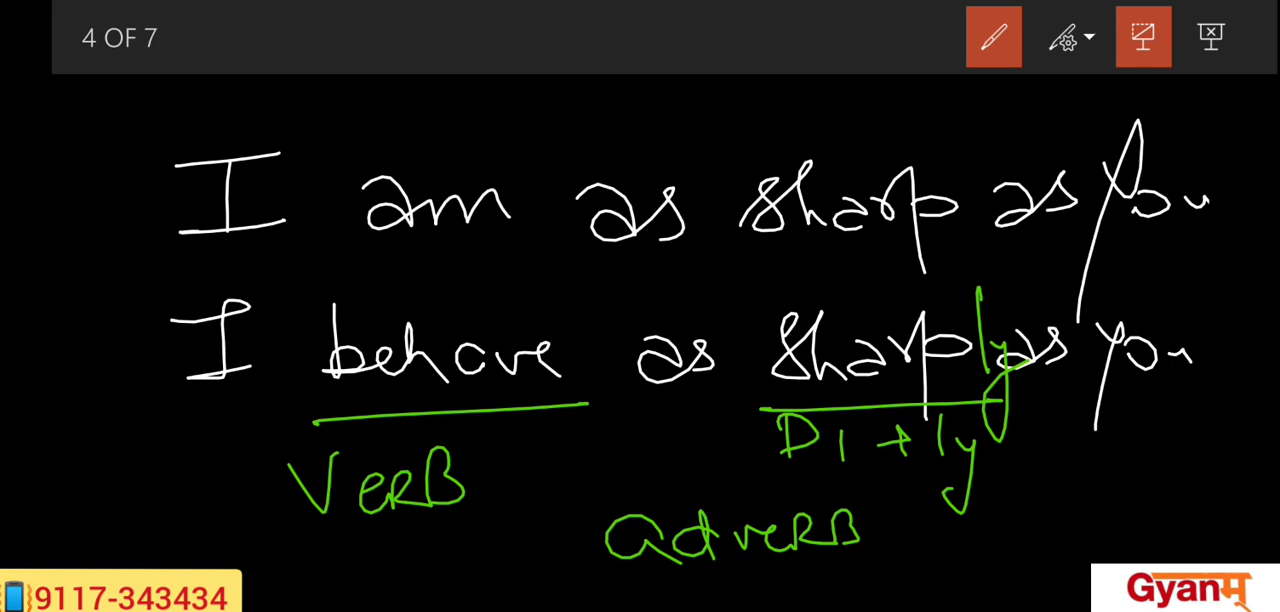 4 OF 7
I am as sharp as you
I behave as sharply as you
VERB
D1 + ly
adverb
9117-343434
Gyanम्